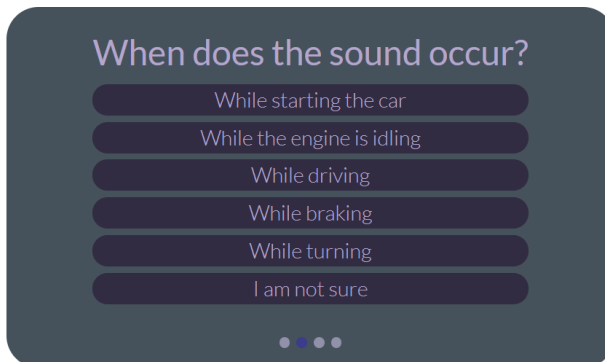 When does the sound occur?
While starting the car
While the engine is idling
While driving
While braking
While turning
I am not sure